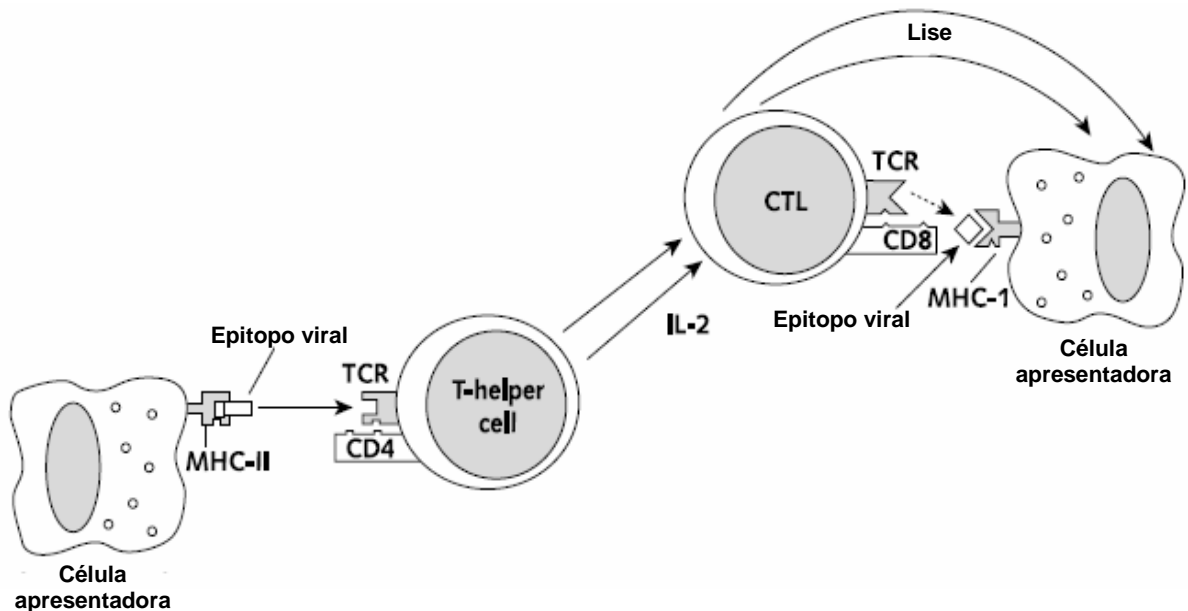 Lise
TCR
CTL
CD8
MHC-1
IL-2
Epitopo viral
Célula
apresentadora
Epitopo viral
TCR
T-helper
cell
CD4
MHC-II
Célula
apresentadora